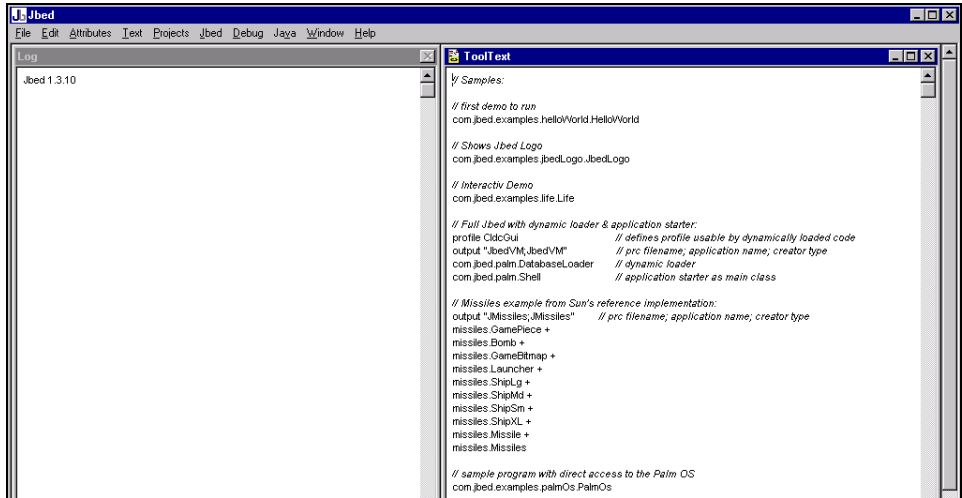 Jbed
File Edit Attributes Text Projects Jbed Debug Java Window Help
Log
Jbed 1.3.10
ToolText
// Samples:
// first demo to run
com.jbed.examples.helloWorld.HelloWorld
// Shows Jbed Logo
com.jbed.examples.jbedLogo.JbedLogo
// Interactiv Demo
com.jbed.examples.life.Life
// Full Jbed with dynamic loader & application starter:
profile CldcGui // defines profile usable by dynamically loaded code
output "JbedVM;JbedVM" // prc filename; application name; creator type
com.jbed.palm.DatabaseLoader // dynamic loader
com.jbed.palm.Shell // application starter as main class
// Missiles example from Sun's reference implementation:
output "JMissiles;JMissiles" // prc filename; application name; creator type
missiles.GamePiece +
missiles.Bomb +
missiles.GameBitmap +
missiles.Launcher +
missiles.ShipLg +
missiles.ShipMd +
missiles.ShipSm +
missiles.ShipXL +
missiles.Missile +
missiles.Missiles
// sample program with direct access to the Palm OS
com.jbed.examples.palmOs.PalmOs